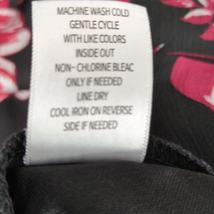 MACHINE WASH COLD
GENTLE CYCLE
WITH LIKE COLORS
INSIDE OUT
NON- CHLORINE BLEAC
ONLY IF NEEDED
LINE DRY
COOL IRON ON REVERSE
SIDE IF NEEDED